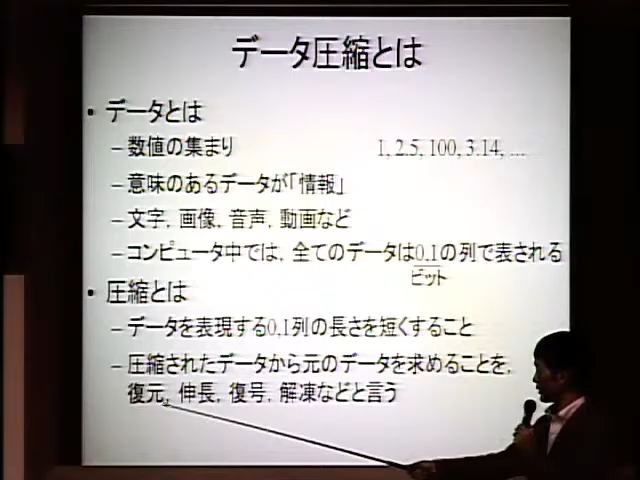 データ圧縮とは
• データとは
– 数値の集まり 1, 2.5, 100, 3.14, ...
– 意味のあるデータが「情報」
– 文字, 画像, 音声, 動画など
– コンピュータ中では, 全てのデータは0,1の列で表される
ビット
• 圧縮とは
– データを表現する0,1列の長さを短くすること
– 圧縮されたデータから元のデータを求めることを,
復元, 伸長, 復号, 解凍などと言う